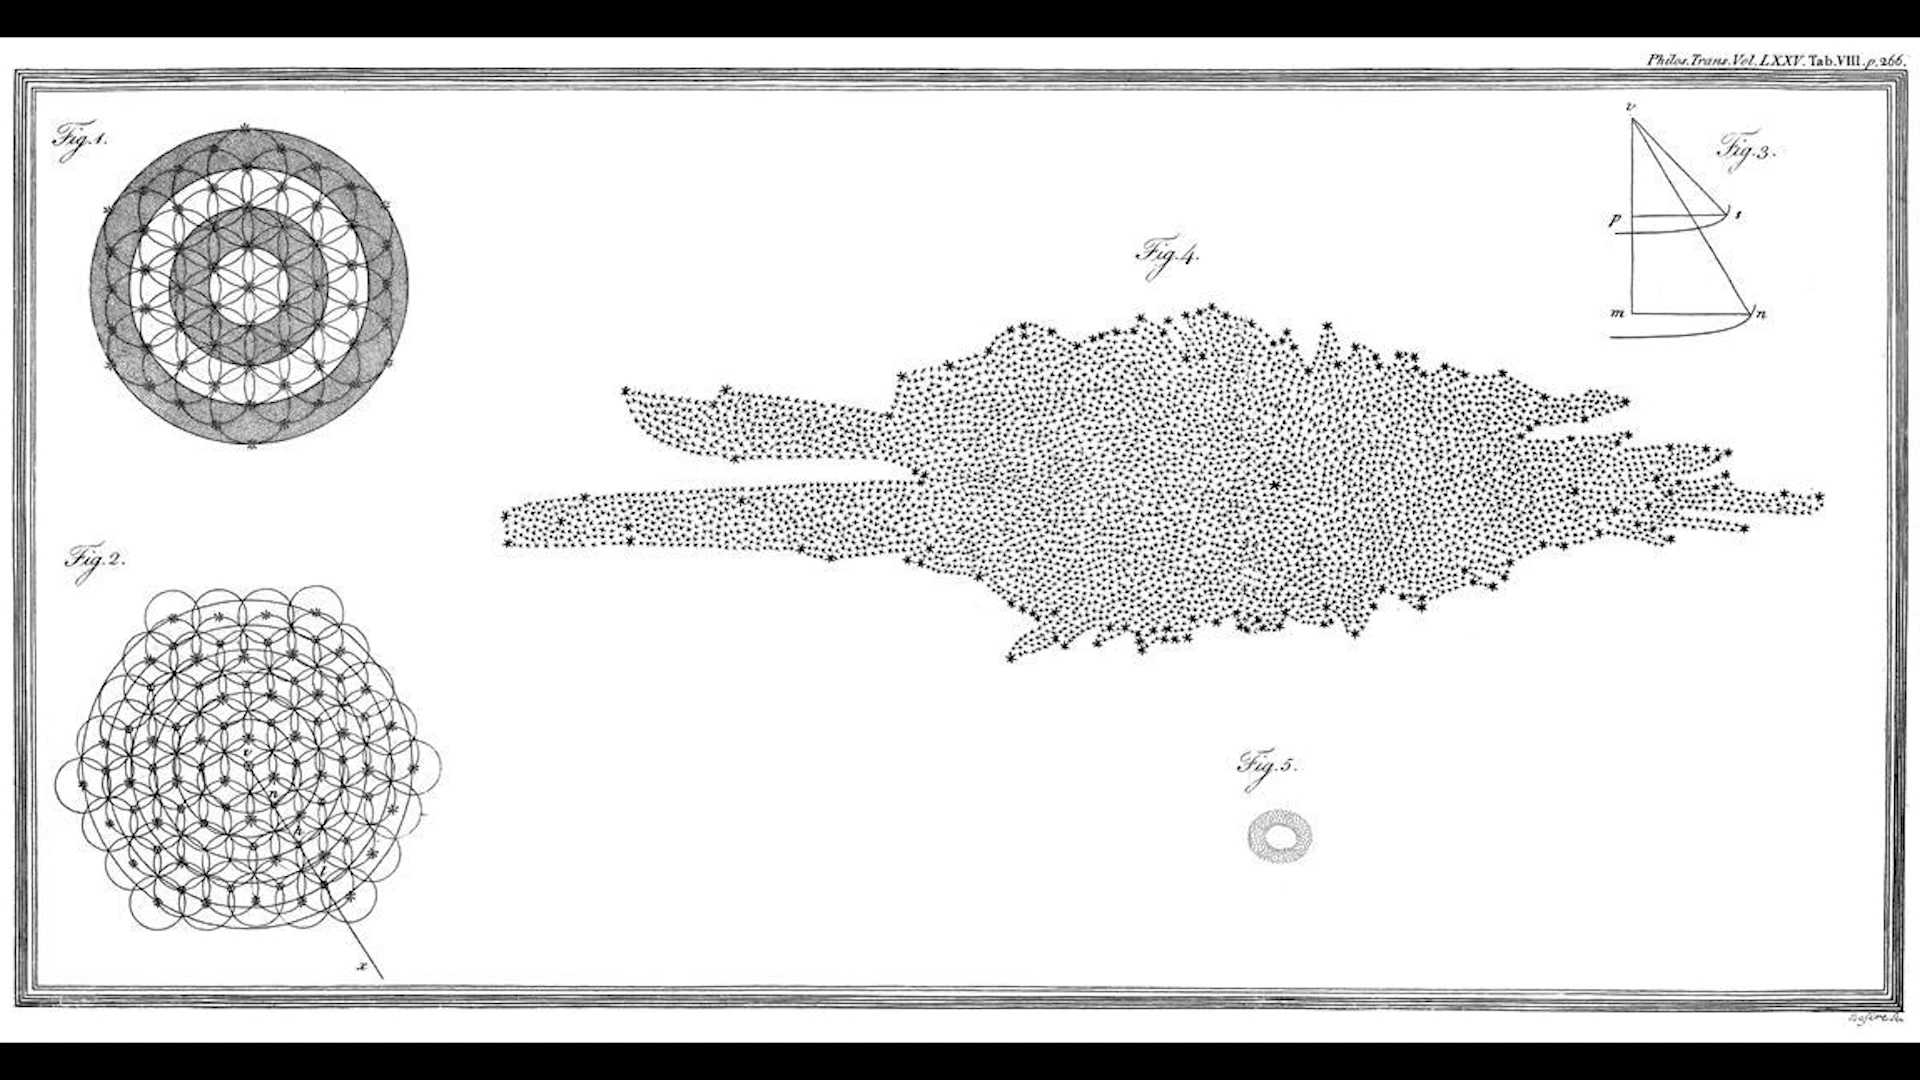 Philos. Trans. Vol. LXXV. Tab. VIII. p. 266.
Fig. 1.
Fig. 2.
v
n
h
l
x
Fig. 3.
v
p
s
m
n
Fig. 4.
Fig. 5.